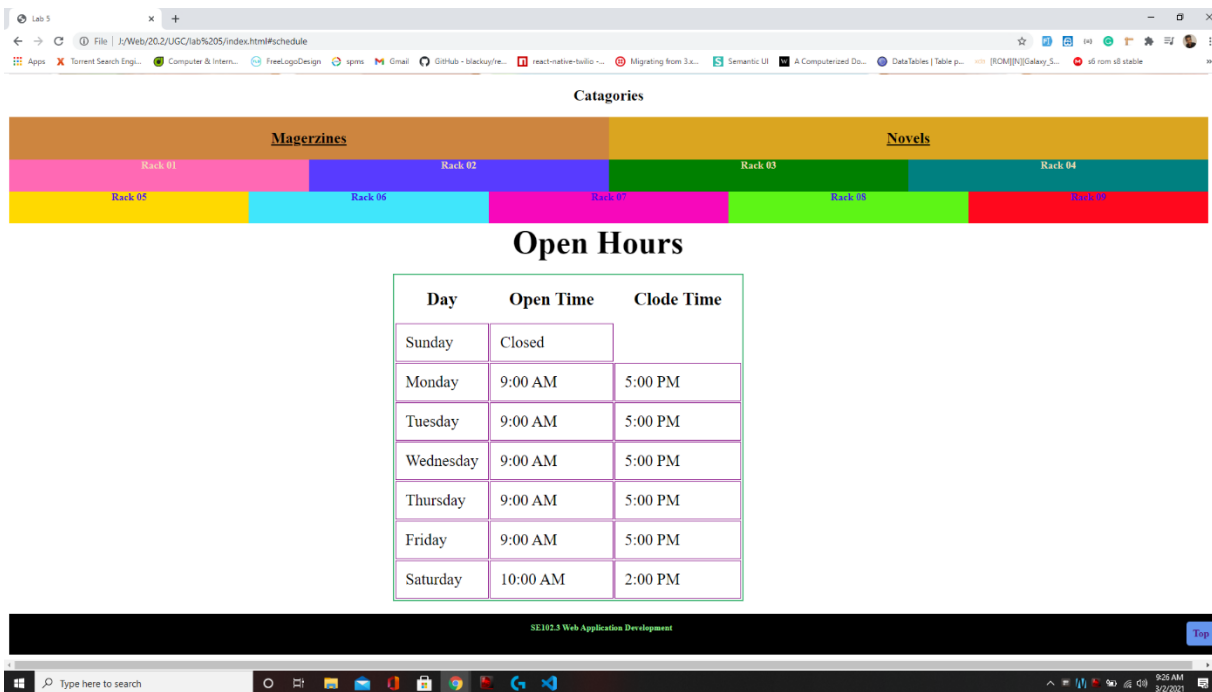 Lab 5
File | J:/Web/20.2/UGC/lab%205/index.html#schedule
Apps Torrent Search Engi... Computer & Intern... FreeLogoDesign spms Gmail GitHub - blackuy/re... react-native-twilio -... Migrating from 3.x... Semantic UI A Computerized Do... DataTables | Table p... [ROM][N][Galaxy_S... s6 rom s8 stable
Catagories
Magerzines Novels
Rack 01 Rack 02 Rack 03 Rack 04
Rack 05 Rack 06 Rack 07 Rack 08 Rack 09
Open Hours
Day Open Time Clode Time
Sunday Closed
Monday 9:00 AM 5:00 PM
Tuesday 9:00 AM 5:00 PM
Wednesday 9:00 AM 5:00 PM
Thursday 9:00 AM 5:00 PM
Friday 9:00 AM 5:00 PM
Saturday 10:00 AM 2:00 PM
SE102.3 Web Application Development
Top
Type here to search
9:26 AM
3/2/2021